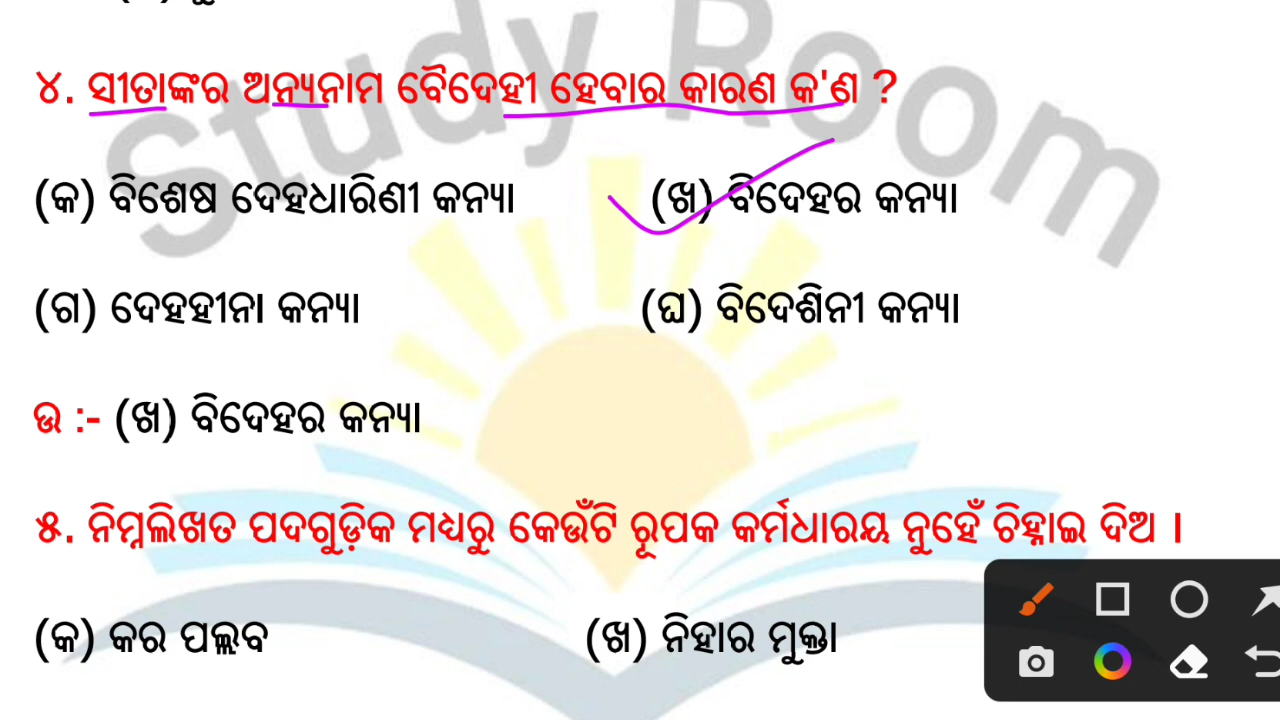 ୪. ସୀତାଙ୍କର ଅନ୍ୟନାମ ବୈଦେହୀ ହେବାର କାରଣ କ'ଣ ?
(କ) ବିଶେଷ ଦେହଧାରିଣୀ କନ୍ୟା (ଖ) ବିଦେହର କନ୍ୟା
(ଗ) ଦେହହୀନା କନ୍ୟା (ଘ) ବିଦେଶିନୀ କନ୍ୟା
ଉ :- (ଖ) ବିଦେହର କନ୍ୟା
୫. ନିମ୍ନଲିଖତ ପଦଗୁଡ଼ିକ ମଧ୍ୟରୁ କେଉଁଟି ରୂପକ କର୍ମଧାରୟ ନୁହେଁ ଚିହ୍ନାଇ ଦିଅ ।
(କ) କର ପଲ୍ଲବ (ଖ) ନିହାର ମୁକ୍ତା
Study Room